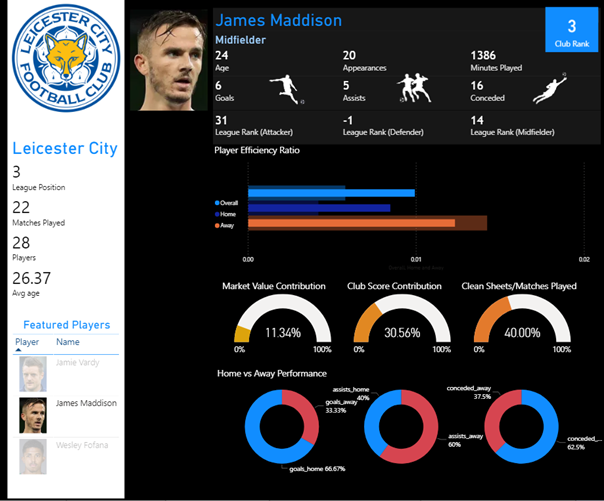 LEICESTER CITY
FOOTBALL CLUB
Leicester City
3
League Position
22
Matches Played
28
Players
26.37
Avg age
Featured Players
Player Name
Jamie Vardy
James Maddison
Wesley Fofana
James Maddison
Midfielder
3
Club Rank
24 20 1386
Age Appearances Minutes Played
6 5 16
Goals Assists Conceded
31 -1 14
League Rank (Attacker) League Rank (Defender) League Rank (Midfielder)
Player Efficiency Ratio
Overall
Home
Away
0.00 0.01 0.02
Market Value Contribution Club Score Contribution Clean Sheets/Matches Played
11.34% 30.56% 40.00%
0% 100% 0% 100% 0% 100%
Home vs Away Performance
goals_away
33.33%
goals_home 66.67%
assists_home
40%
assists_away
60%
conceded_away
37.5%
conceded_...
62.5%